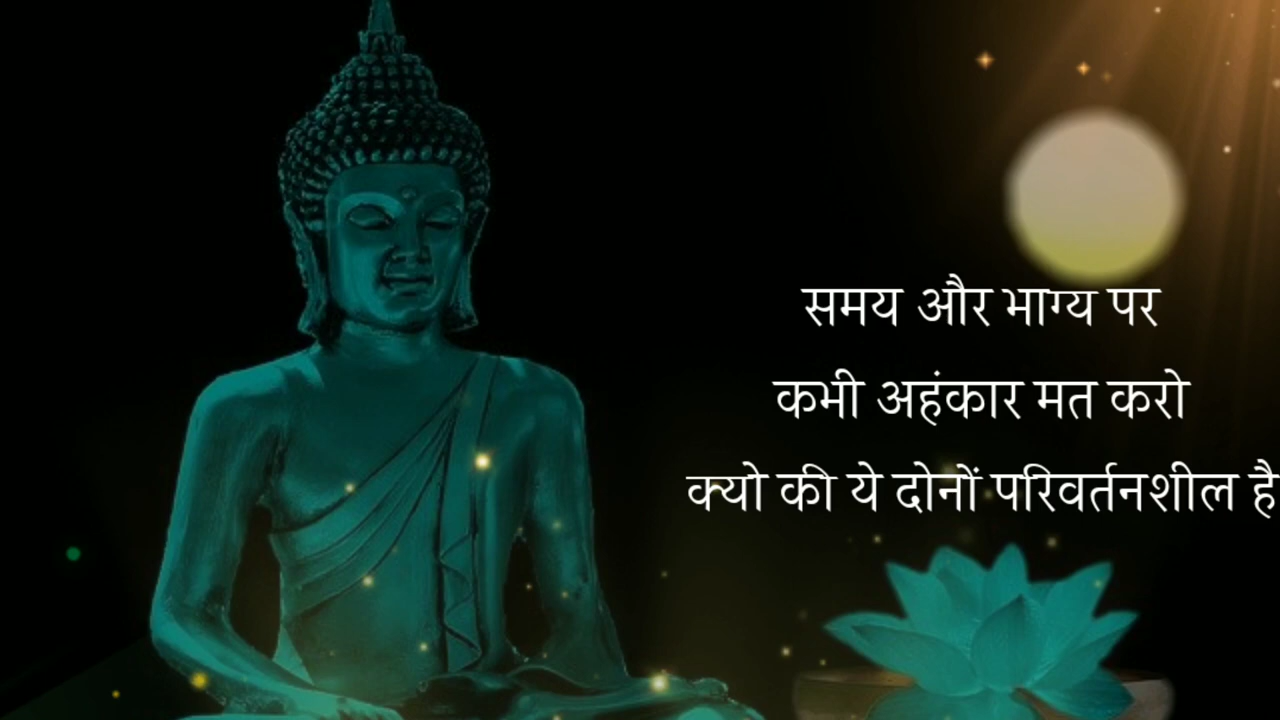 समय और भाग्य पर
कभी अहंकार मत करो
क्यो की ये दोनों परिवर्तनशील है